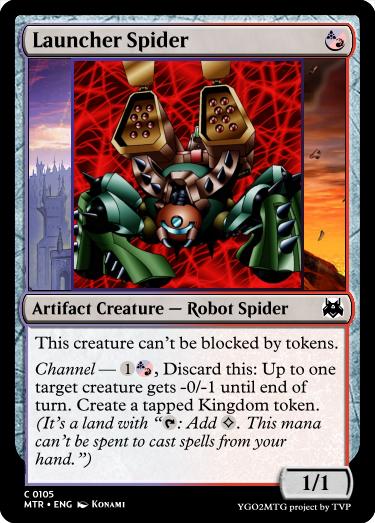 Launcher Spider
Artifact Creature — Robot Spider
This creature can't be blocked by tokens.
Channel — 1, Discard this: Up to one
target creature gets -0/-1 until end of
turn. Create a tapped Kingdom token.
(It's a land with “: Add . This mana
can't be spent to cast spells from your
hand.”)
1/1
C 0105
MTR • ENG Konami
YGO2MTG project by TVP